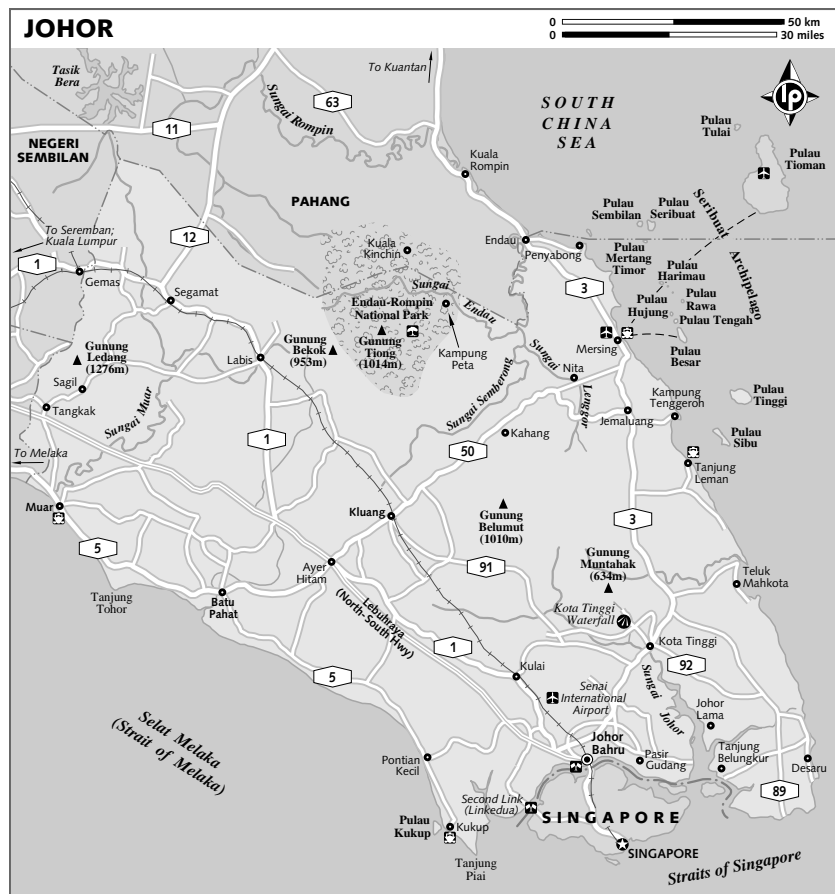 JOHOR
0 50 km
0 30 miles
To Kuantan
Tasik
Bera
63
Sungai Rompin
SOUTH
CHINA
SEA
lp
Pulau
Tulai
Pulau
Tioman
11
NEGERI
SEMBILAN
Kuala
Rompin
PAHANG
Pulau
Sembilan
Pulau
Seribuat
Seribuat
Archipelago
To Seremban;
Kuala Lumpur
12
Kuala
Kinchin
Endau
Penyabong
Pulau
Mertang
Timor
Pulau
Harimau
1
Gemas
Sungai
Endau
3
Pulau
Rawa
Segamat
Endau-Rompin
National Park
Pulau
Hujung
Pulau Tengah
Gunung
Ledang
(1276m)
Labis
Gunung
Bekok
(953m)
Gunung
Tiong
(1014m)
Kampung
Peta
Mersing
Pulau
Besar
Sagil
Sungai Muar
Sungai Semberong
Sungai
Lenggor
Nita
Kampung
Tenggeroh
Pulau
Tinggi
Tangkak
Jemaluang
1
50
Kahang
Pulau
Sibu
To Melaka
Tanjung
Leman
Muar
Kluang
Gunung
Belumut
(1010m)
3
5
91
Gunung
Muntahak
(634m)
Ayer
Hitam
Teluk
Mahkota
Tanjung
Tohor
Batu
Pahat
Lebuhraya
(North-South Hwy)
Kota Tinggi
Waterfall
Kota Tinggi
1
92
5
Kulai
Sungai
Johor
Senai
International
Airport
Johor
Lama
Selat Melaka
(Strait of Melaka)
Johor
Bahru
Pasir
Gudang
Tanjung
Belungkur
Desaru
Pontian
Kecil
89
Second Link
(Linkedua)
SINGAPORE
Pulau
Kukup
Kukup
SINGAPORE
Tanjung
Piai
Straits of Singapore